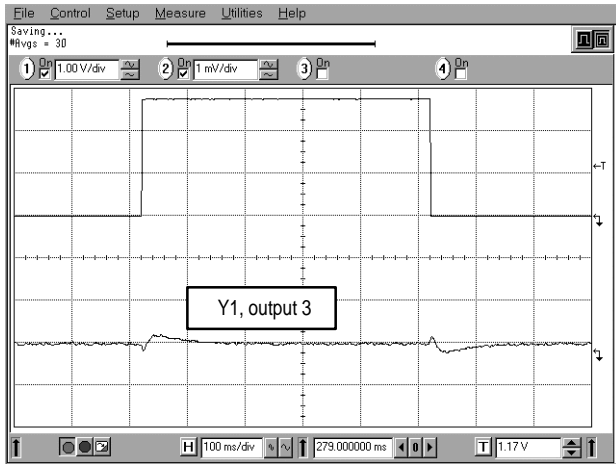 File Control Setup Measure Utilities Help
Saving...
#Avgs = 30
1 On 1.00 V/div 2 On 1 mV/div 3 On 4 On
T
Y1, output 3
H 100 ms/div 279.000000 ms 0 T 1.17 V